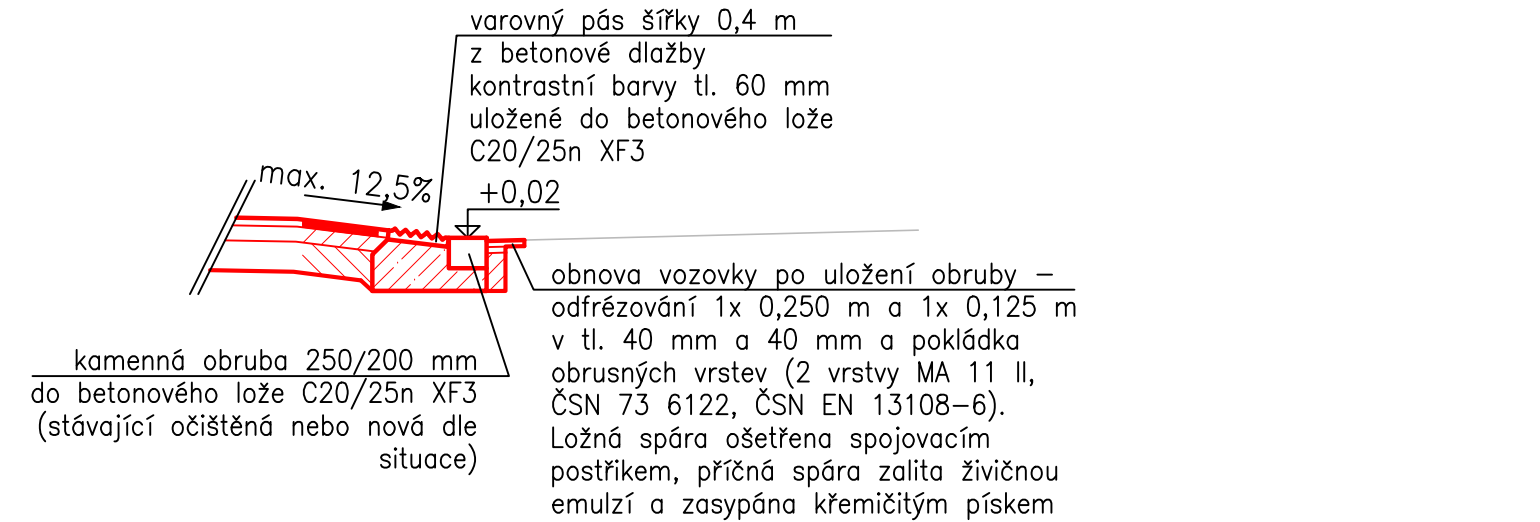 varovný pás šířky 0,4 m
z betonové dlažby
kontrastní barvy tl. 60 mm
uložené do betonového lože
C20/25n XF3
max. 12,5%
+0,02
obnova vozovky po uložení obruby –
odfrézování 1x 0,250 m a 1x 0,125 m
v tl. 40 mm a 40 mm a pokládka
obrusných vrstev (2 vrstvy MA 11 II,
ČSN 73 6122, ČSN EN 13108–6).
Ložná spára ošetřena spojovacím
postřikem, příčná spára zalita živičnou
emulzí a zasypána křemičitým pískem
kamenná obruba 250/200 mm
do betonového lože C20/25n XF3
(stávající očištěná nebo nová dle
situace)